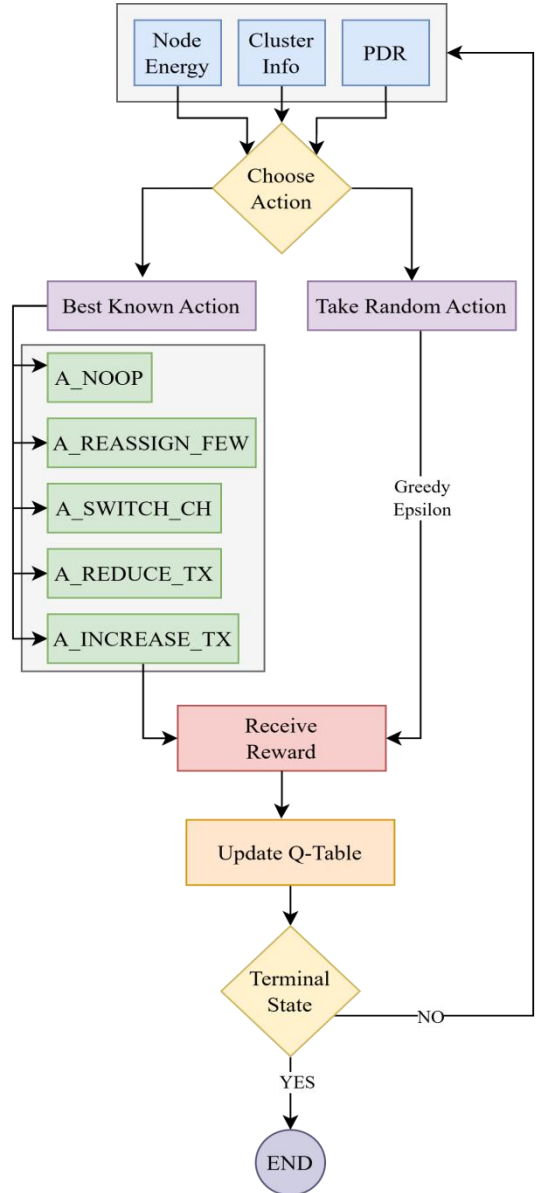 Node
Energy
Cluster
Info
PDR
Choose
Action
Best Known Action
Take Random Action
A_NOOP
A_REASSIGN_FEW
A_SWITCH_CH
A_REDUCE_TX
A_INCREASE_TX
Greedy
Epsilon
Receive
Reward
Update Q-Table
Terminal
State
NO
YES
END